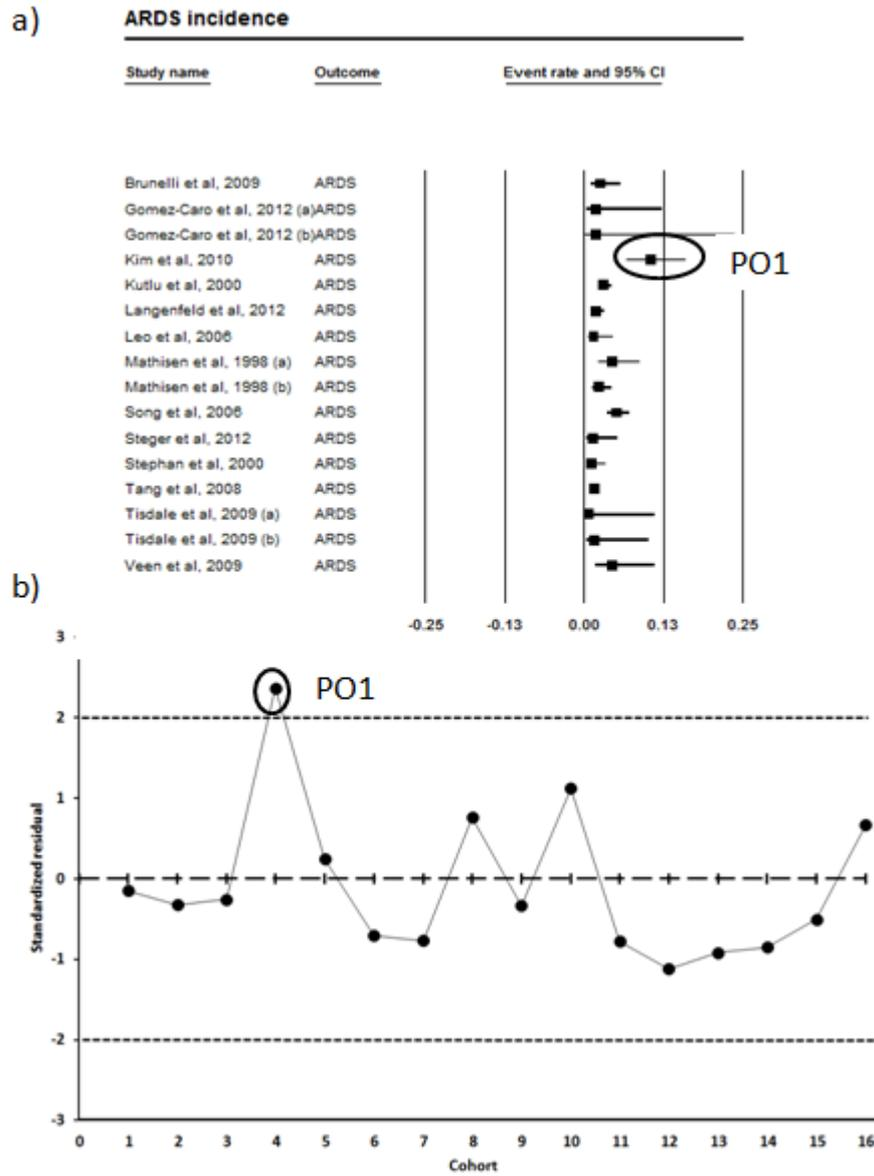 a)
ARDS incidence
Study name Outcome Event rate and 95% CI
Brunelli et al, 2009 ARDS
Gomez-Caro et al, 2012 (a)ARDS
Gomez-Caro et al, 2012 (b)ARDS
Kim et al, 2010 ARDS
PO1
Kutlu et al, 2000 ARDS
Langenfeld et al, 2012 ARDS
Leo et al, 2006 ARDS
Mathisen et al, 1998 (a) ARDS
Mathisen et al, 1998 (b) ARDS
Song et al, 2006 ARDS
Steger et al, 2012 ARDS
Stephan et al, 2000 ARDS
Tang et al, 2008 ARDS
Tisdale et al, 2009 (a) ARDS
Tisdale et al, 2009 (b) ARDS
Veen et al, 2009 ARDS
-0.25 -0.13 0.00 0.13 0.25
b)
3
PO1
2
1
0
-1
-2
-3
Standardized residual
0 1 2 3 4 5 6 7 8 9 10 11 12 13 14 15 16
Cohort